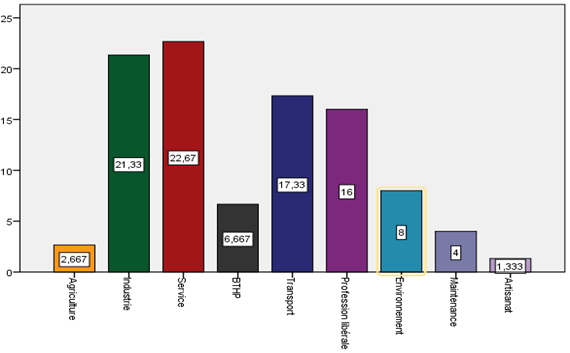 25
20
15
10
5
0
2,667
21,33
22,67
6,667
17,33
16
8
4
1,333
Agriculture
Industrie
Service
BTHP
Transport
Profession libérale
Environnement
Maintenance
Artisanat